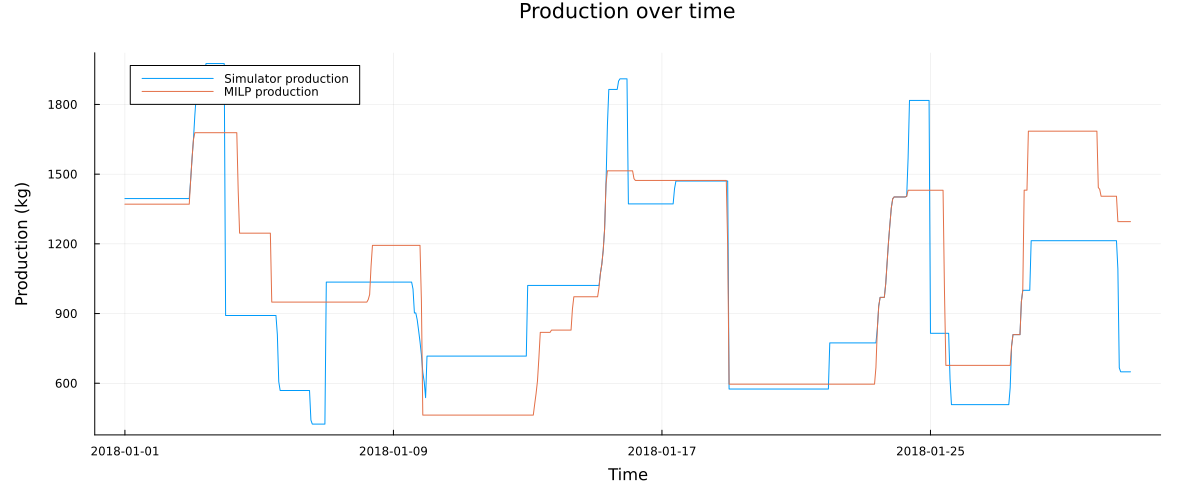 Production over time
Simulator production
MILP production
Production (kg)
1800
1500
1200
900
600
2018-01-01
2018-01-09
2018-01-17
2018-01-25
Time